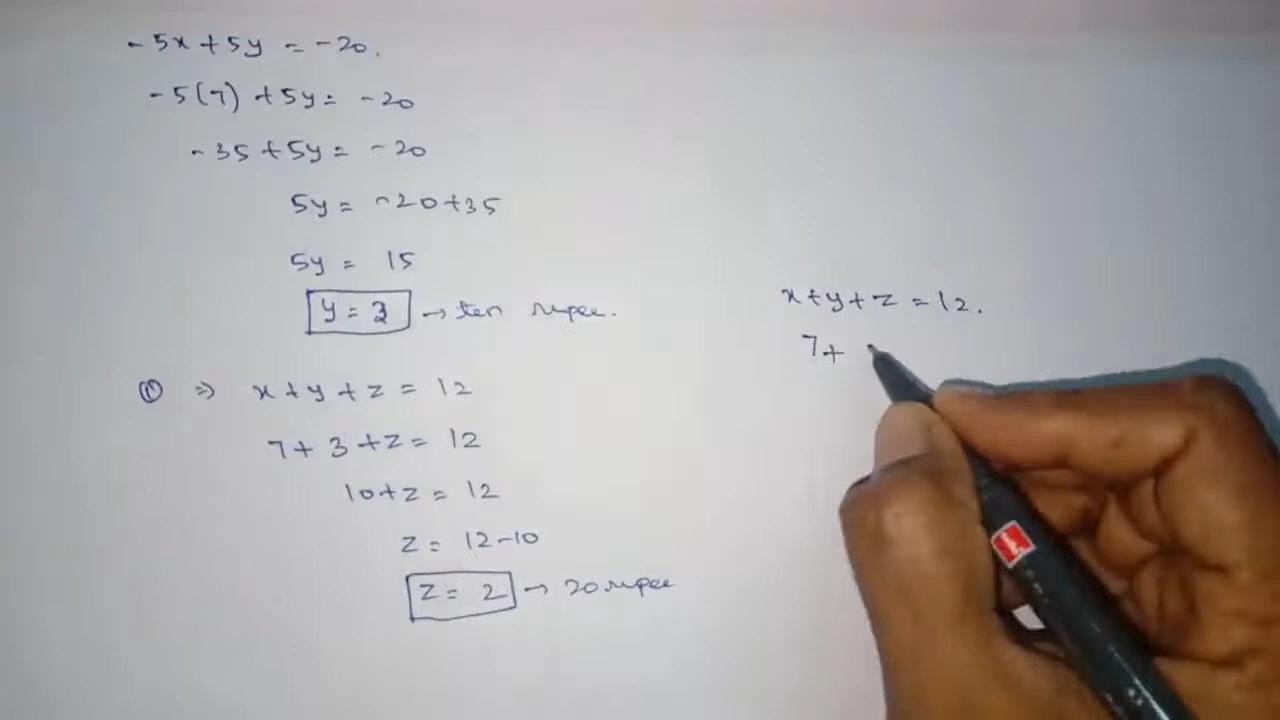 - 5x + 5y = -20.
- 5(7) + 5y = -20
- 35 + 5y = -20
5y = -20 + 35
5y = 15
y = 3 → ten rupee.
① ⇒ x + y + z = 12
7 + 3 + z = 12
10 + z = 12
z = 12 - 10
z = 2 → 20 rupee
x + y + z = 12.
7 +